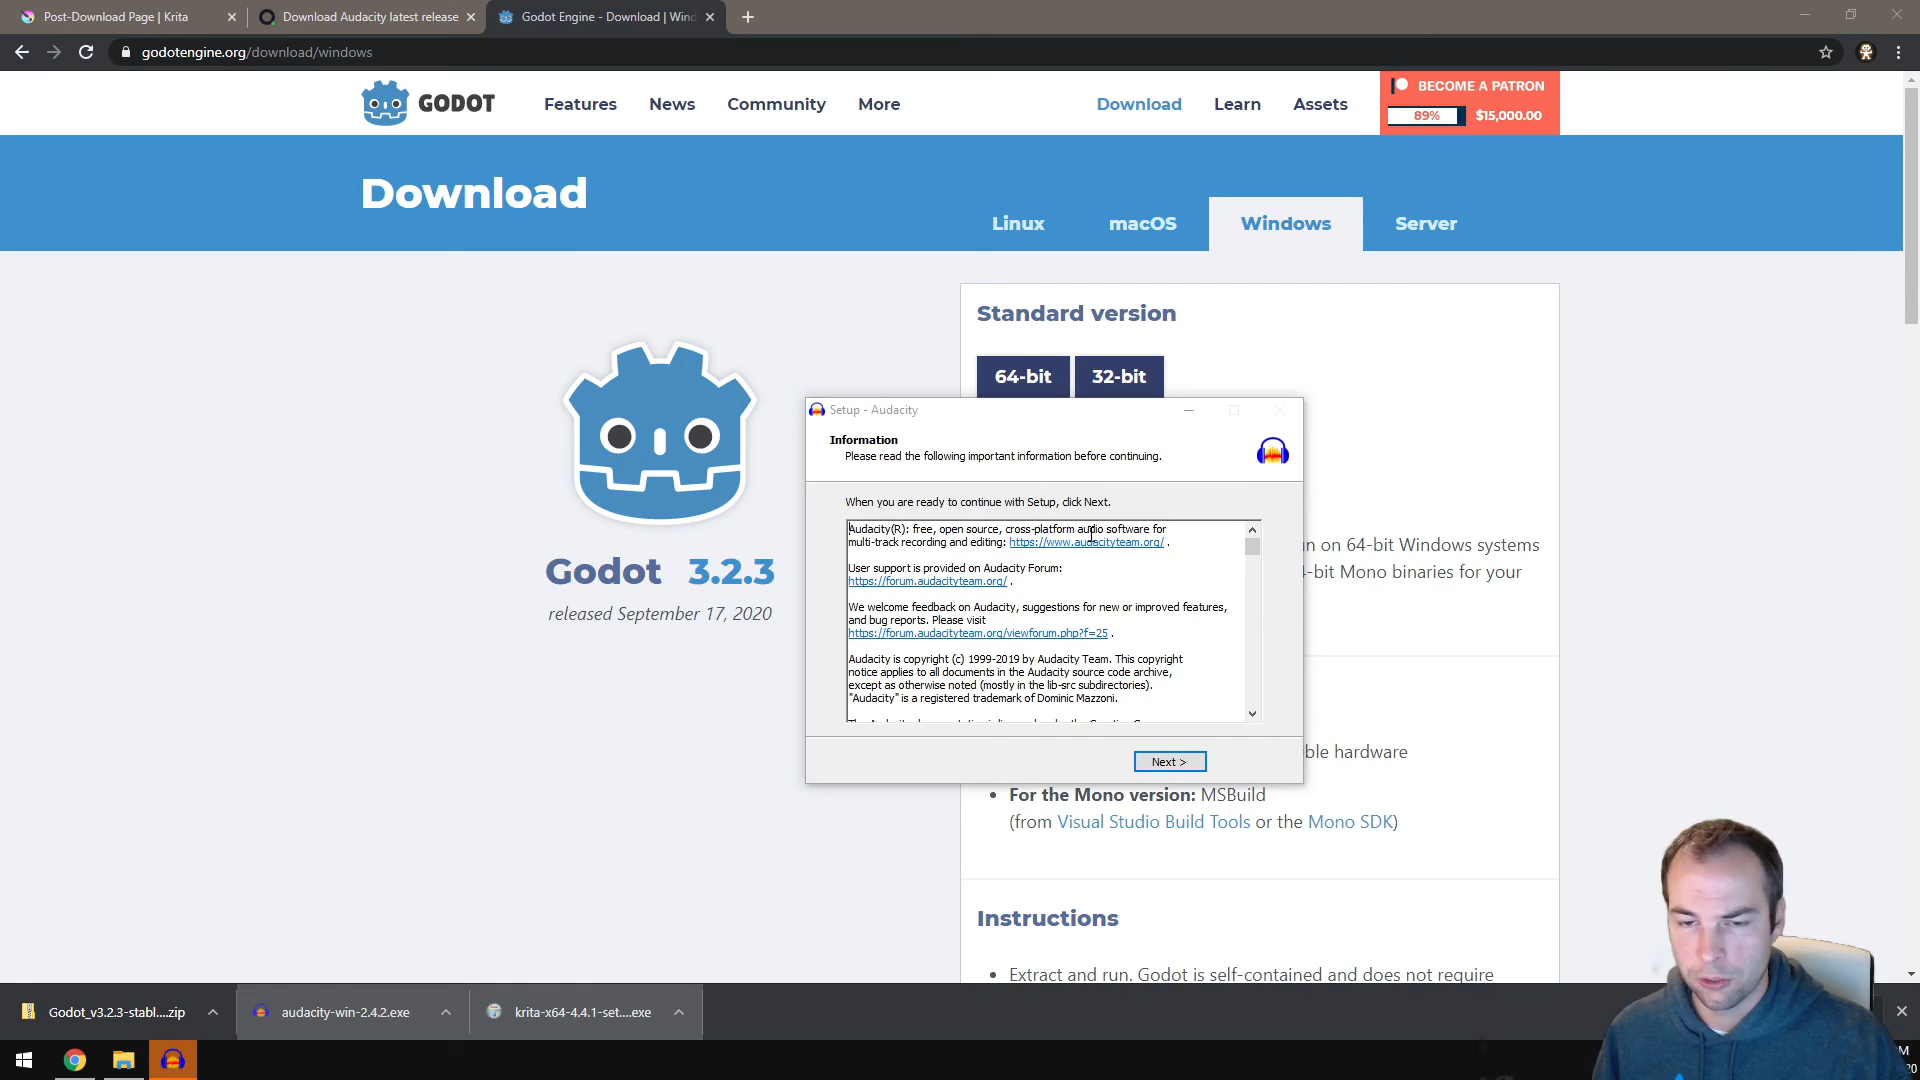 Post-Download Page | Krita
Download Audacity latest release
Godot Engine - Download | Wind
godotengine.org/download/windows
GODOT
Features
News
Community
More
Download
Learn
Assets
BECOME A PATRON
89%
$15,000.00
Download
Linux
macOS
Windows
Server
Standard version
64-bit
32-bit
Godot 3.2.3
released September 17, 2020
Setup - Audacity
Information
Please read the following important information before continuing.
When you are ready to continue with Setup, click Next.
Audacity(R): free, open source, cross-platform audio software for
multi-track recording and editing: https://www.audacityteam.org/ .
User support is provided on Audacity Forum:
https://forum.audacityteam.org/ .
We welcome feedback on Audacity, suggestions for new or improved features,
and bug reports. Please visit
https://forum.audacityteam.org/viewforum.php?f=25 .
Audacity is copyright (c) 1999-2019 by Audacity Team. This copyright
notice applies to all documents in the Audacity source code archive,
except as otherwise noted (mostly in the lib-src subdirectories).
"Audacity" is a registered trademark of Dominic Mazzoni.
Next >
n on 64-bit Windows systems
-bit Mono binaries for your
ble hardware
• For the Mono version: MSBuild
(from Visual Studio Build Tools or the Mono SDK)
Instructions
• Extract and run. Godot is self-contained and does not require
Godot_v3.2.3-stabl....zip
audacity-win-2.4.2.exe
krita-x64-4.4.1-set....exe
M
20